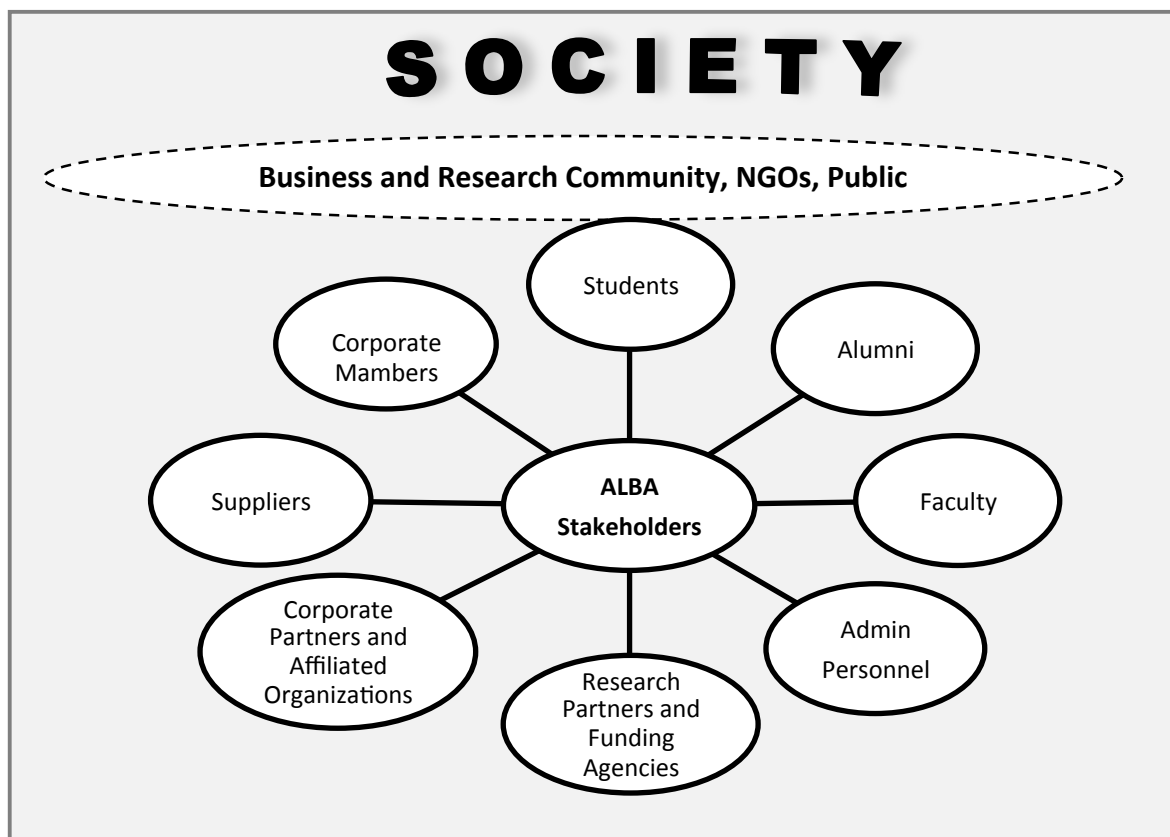 SOCIETY
Business and Research Community, NGOs, Public
Students
Corporate
Mambers
Alumni
Suppliers
ALBA
Stakeholders
Faculty
Corporate
Partners and
Affiliated
Organizations
Research
Partners and
Funding
Agencies
Admin
Personnel